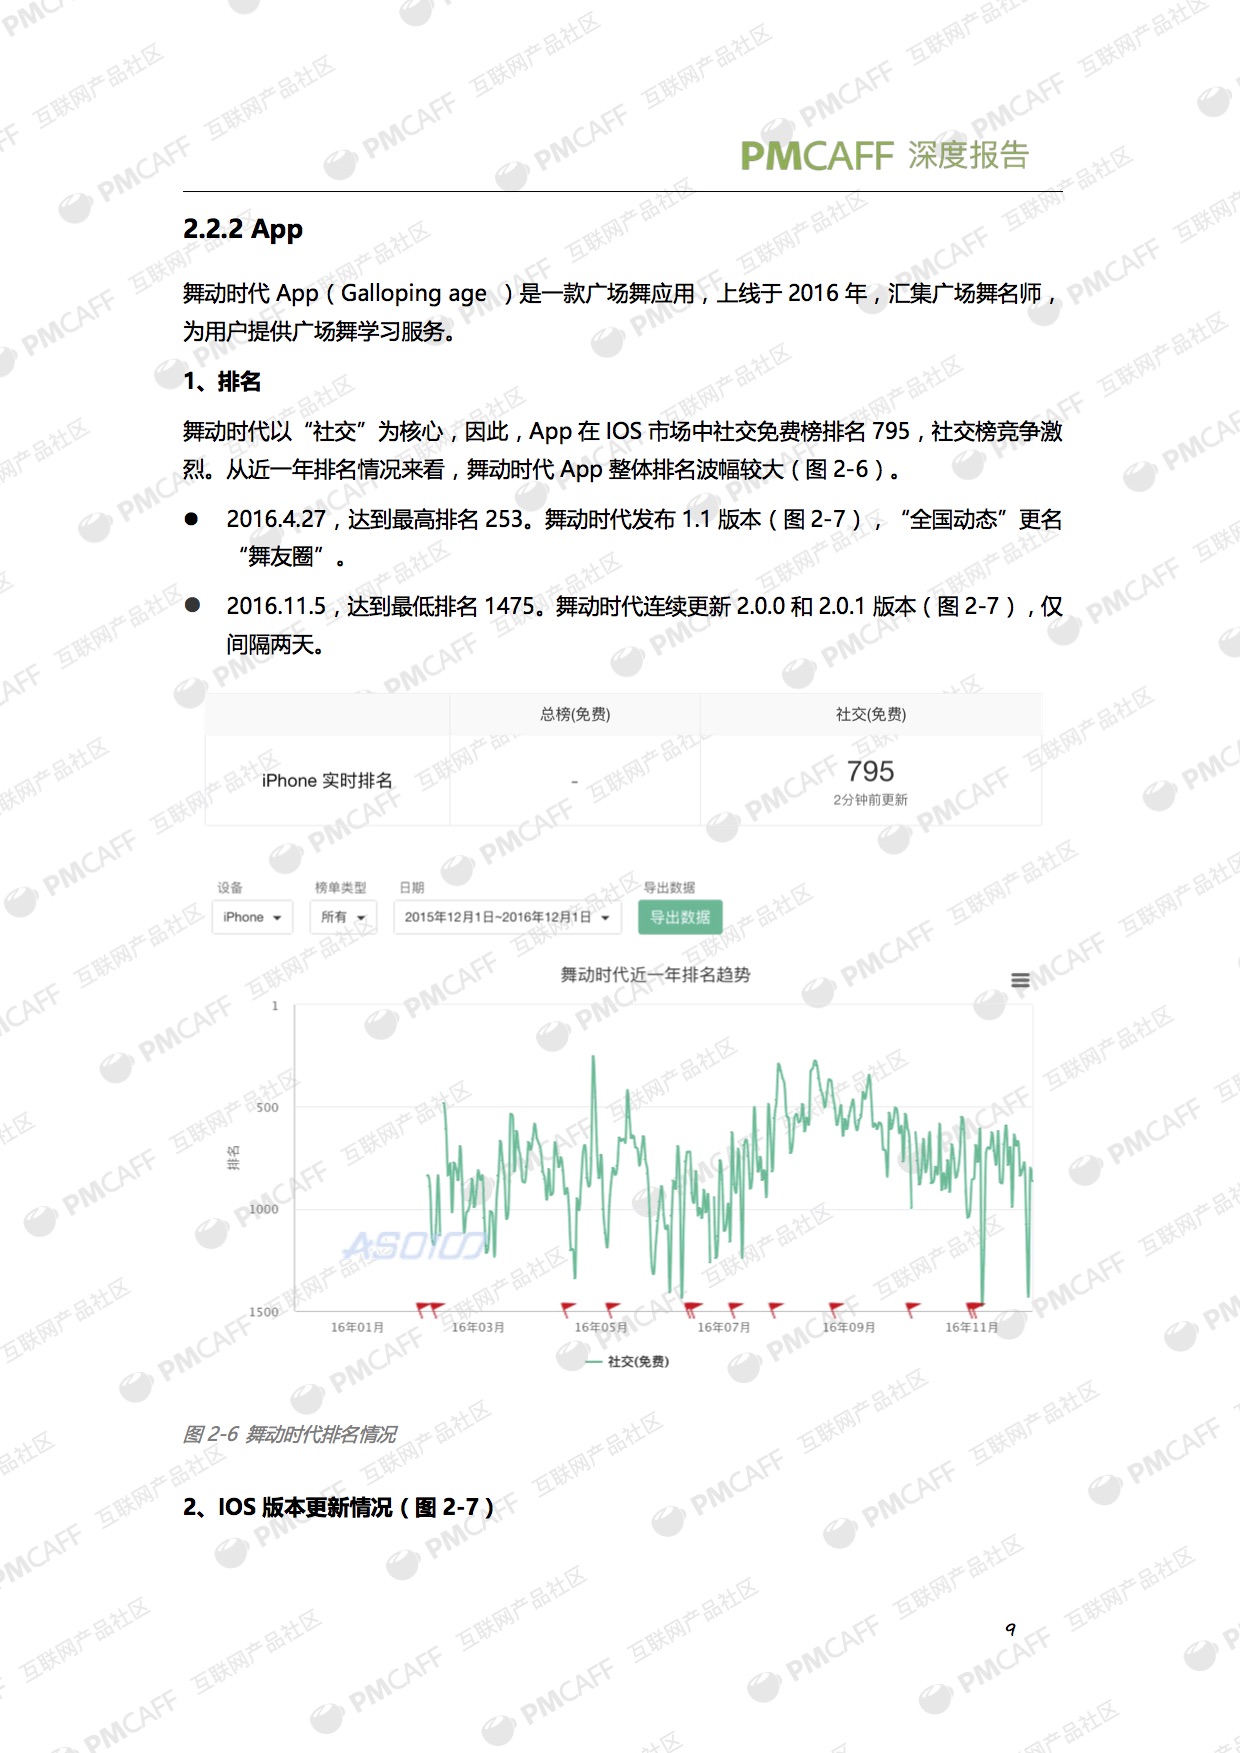 PMCAFF 深度报告
2.2.2 App
舞动时代 App（Galloping age ）是一款广场舞应用，上线于 2016 年，汇集广场舞名师，
为用户提供广场舞学习服务。
1、排名
舞动时代以“社交”为核心，因此，App 在 IOS 市场中社交免费榜排名 795，社交榜竞争激
烈。从近一年排名情况来看，舞动时代 App 整体排名波幅较大（图 2-6）。
● 2016.4.27，达到最高排名 253。舞动时代发布 1.1 版本（图 2-7），“全国动态”更名
“舞友圈”。
● 2016.11.5，达到最低排名 1475。舞动时代连续更新 2.0.0 和 2.0.1 版本（图 2-7），仅
间隔两天。
总榜(免费) 社交(免费)
iPhone 实时排名 - 795
2分钟前更新
设备 榜单类型 日期 导出数据
iPhone 所有 2015年12月1日~2016年12月1日 导出数据
舞动时代近一年排名趋势
1
500
排名
1000
ASO100
1500
16年01月 16年03月 16年05月 16年07月 16年09月 16年11月
社交(免费)
图 2-6 舞动时代排名情况
2、IOS 版本更新情况（图 2-7）
9
PMCAFF 互联网产品社区